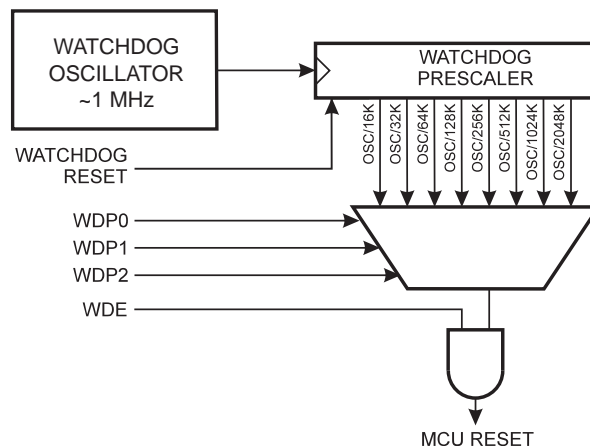 WATCHDOG
OSCILLATOR
~1 MHz
WATCHDOG
PRESCALER
OSC/16K
OSC/32K
OSC/64K
OSC/128K
OSC/256K
OSC/512K
OSC/1024K
OSC/2048K
WATCHDOG
RESET
WDP0
WDP1
WDP2
WDE
MCU RESET